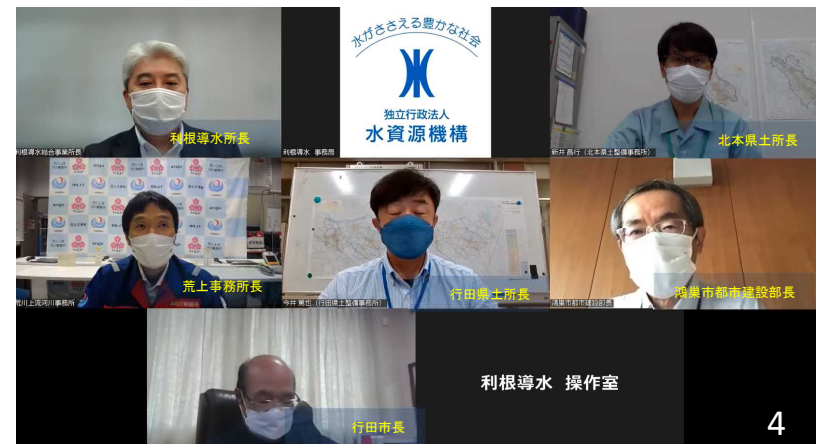 利根導水所長
利根導水総合事業所長
水がささえる豊かな社会
独立行政法人
水資源機構
利根導水 事務局
北本県土所長
新井 昌行（北本県土整備事務所）
荒上事務所長
荒川上流河川事務所
行田県土所長
今井 篤也（行田県土整備事務所）
鴻巣市都市建設部長
鴻巣市都市建設部長
行田市長
利根導水 操作室
4